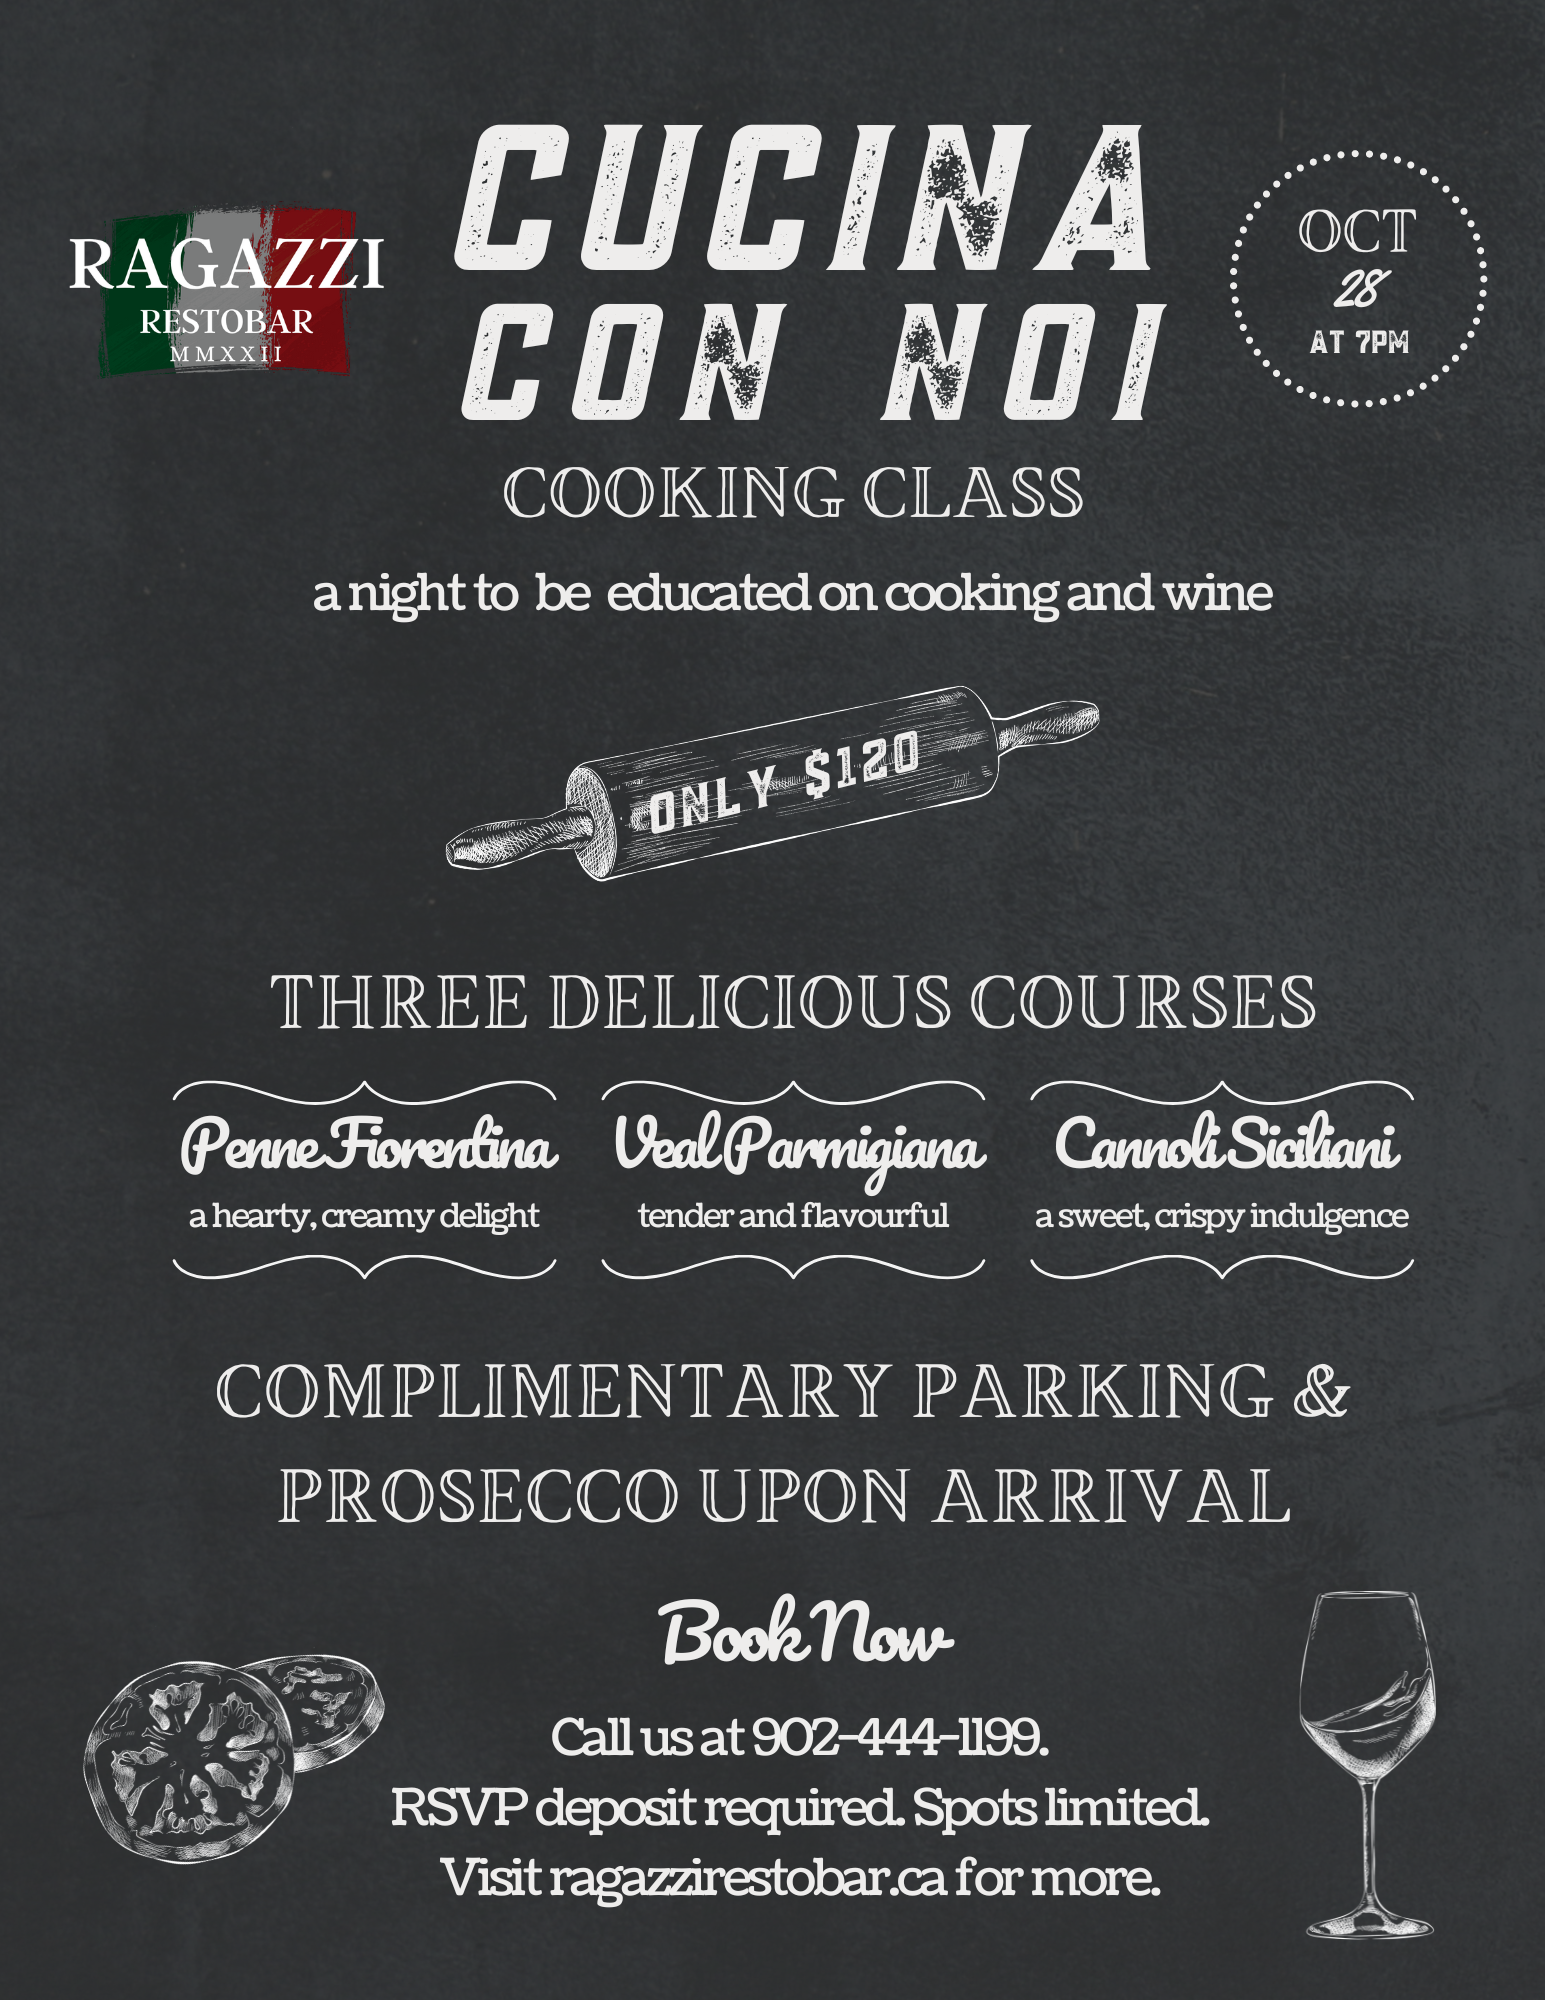 RAGAZZI
RESTOBAR
MMXXII
CUCINA
CON NOI
OCT
28
AT 7PM
COOKING CLASS
a night to be educated on cooking and wine
ONLY $120
THREE DELICIOUS COURSES
Penne Fiorentina
a hearty, creamy delight
Veal Parmigiana
tender and flavourful
Cannoli Siciliani
a sweet, crispy indulgence
COMPLIMENTARY PARKING &
PROSECCO UPON ARRIVAL
Book Now
Call us at 902-444-1199.
RSVP deposit required. Spots limited.
Visit ragazzirestobar.ca for more.